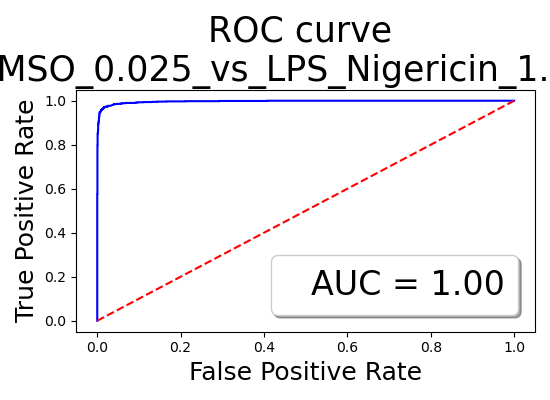 ROC curve
MSO_0.025_vs_LPS_Nigericin_1.
True Positive Rate
1.0
0.8
0.6
0.4
0.2
0.0
AUC = 1.00
0.0 0.2 0.4 0.6 0.8 1.0
False Positive Rate